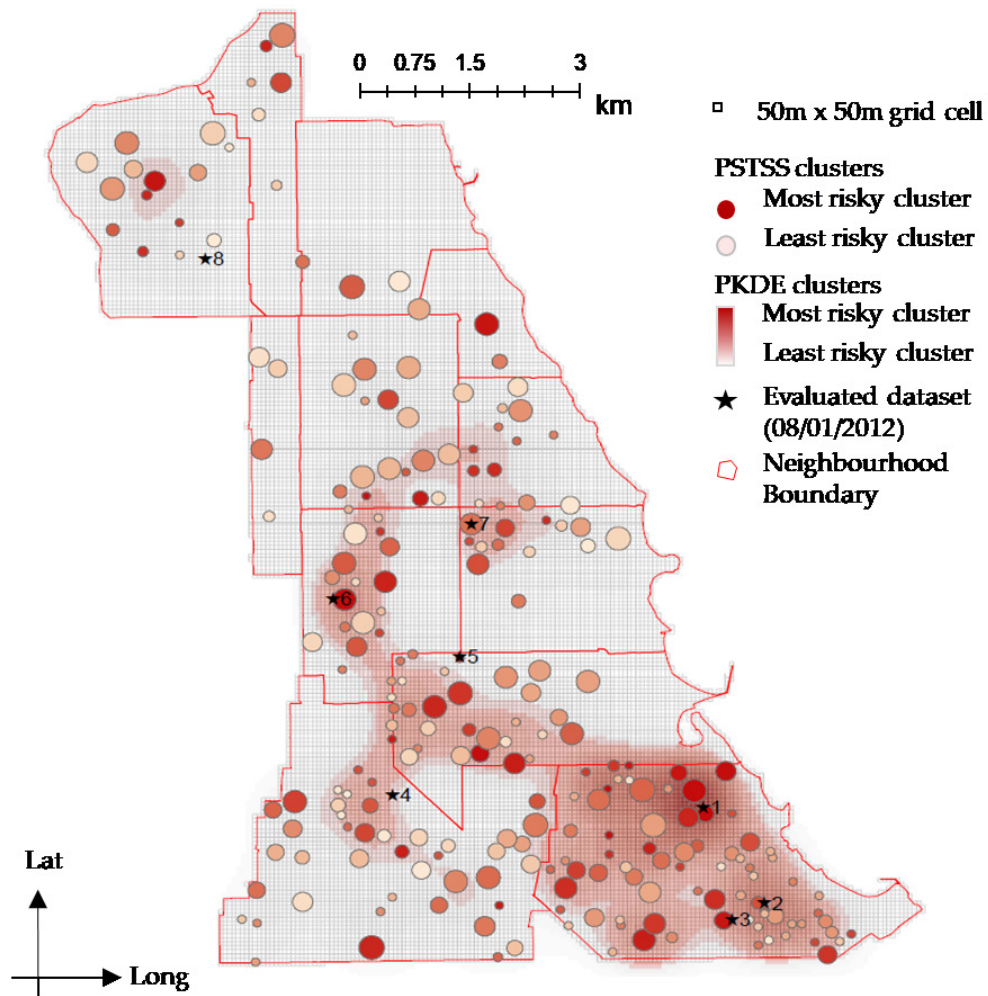 0 0.75 1.5 3
km
50m x 50m grid cell
PSTSS clusters
Most risky cluster
Least risky cluster
PKDE clusters
Most risky cluster
Least risky cluster
Evaluated dataset
(08/01/2012)
Neighbourhood
Boundary
8
7
6
5
4
1
2
3
Lat
Long